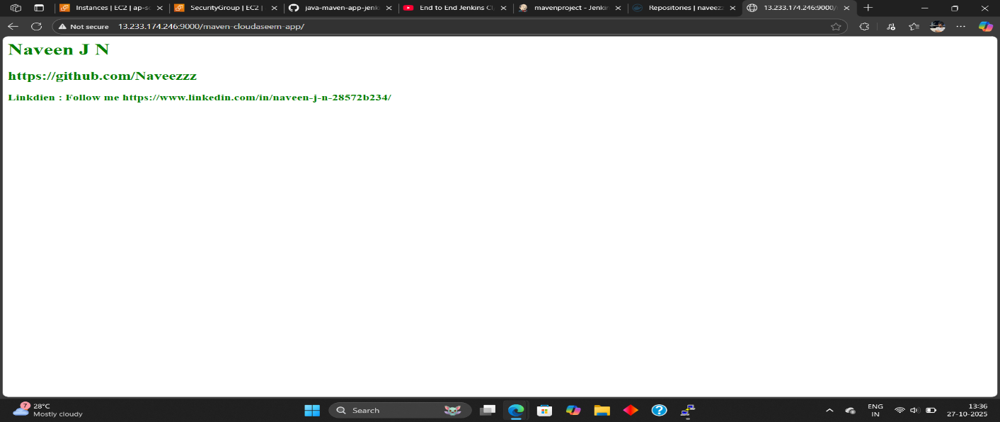 Instances | EC2 | ap-sc
SecurityGroup | EC2 |
java-maven-app-jenk
End to End Jenkins CI
mavenproject - Jenkin
Repositories | naveez
13.233.174.246:9000/
Not secure 13.233.174.246:9000/maven-cloudaseem-app/
Naveen J N
https://github.com/Naveezzz
Linkdien : Follow me https://www.linkedin.com/in/naveen-j-n-28572b234/
7
28°C
Mostly cloudy
Search
ENG
IN
13:36
27-10-2025